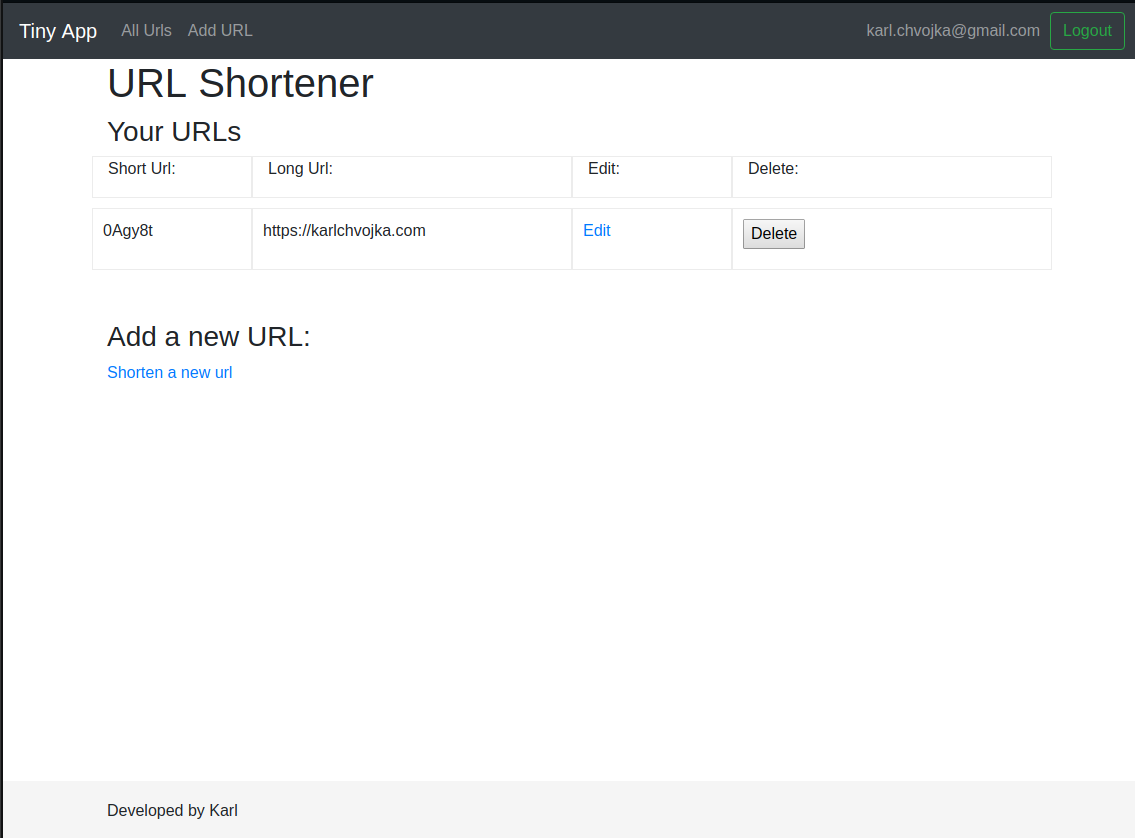 Tiny App All Urls Add URL karl.chvojka@gmail.com Logout
URL Shortener
Your URLs
Short Url: Long Url: Edit: Delete:
0Agy8t https://karlchvojka.com Edit Delete
Add a new URL:
Shorten a new url
Developed by Karl